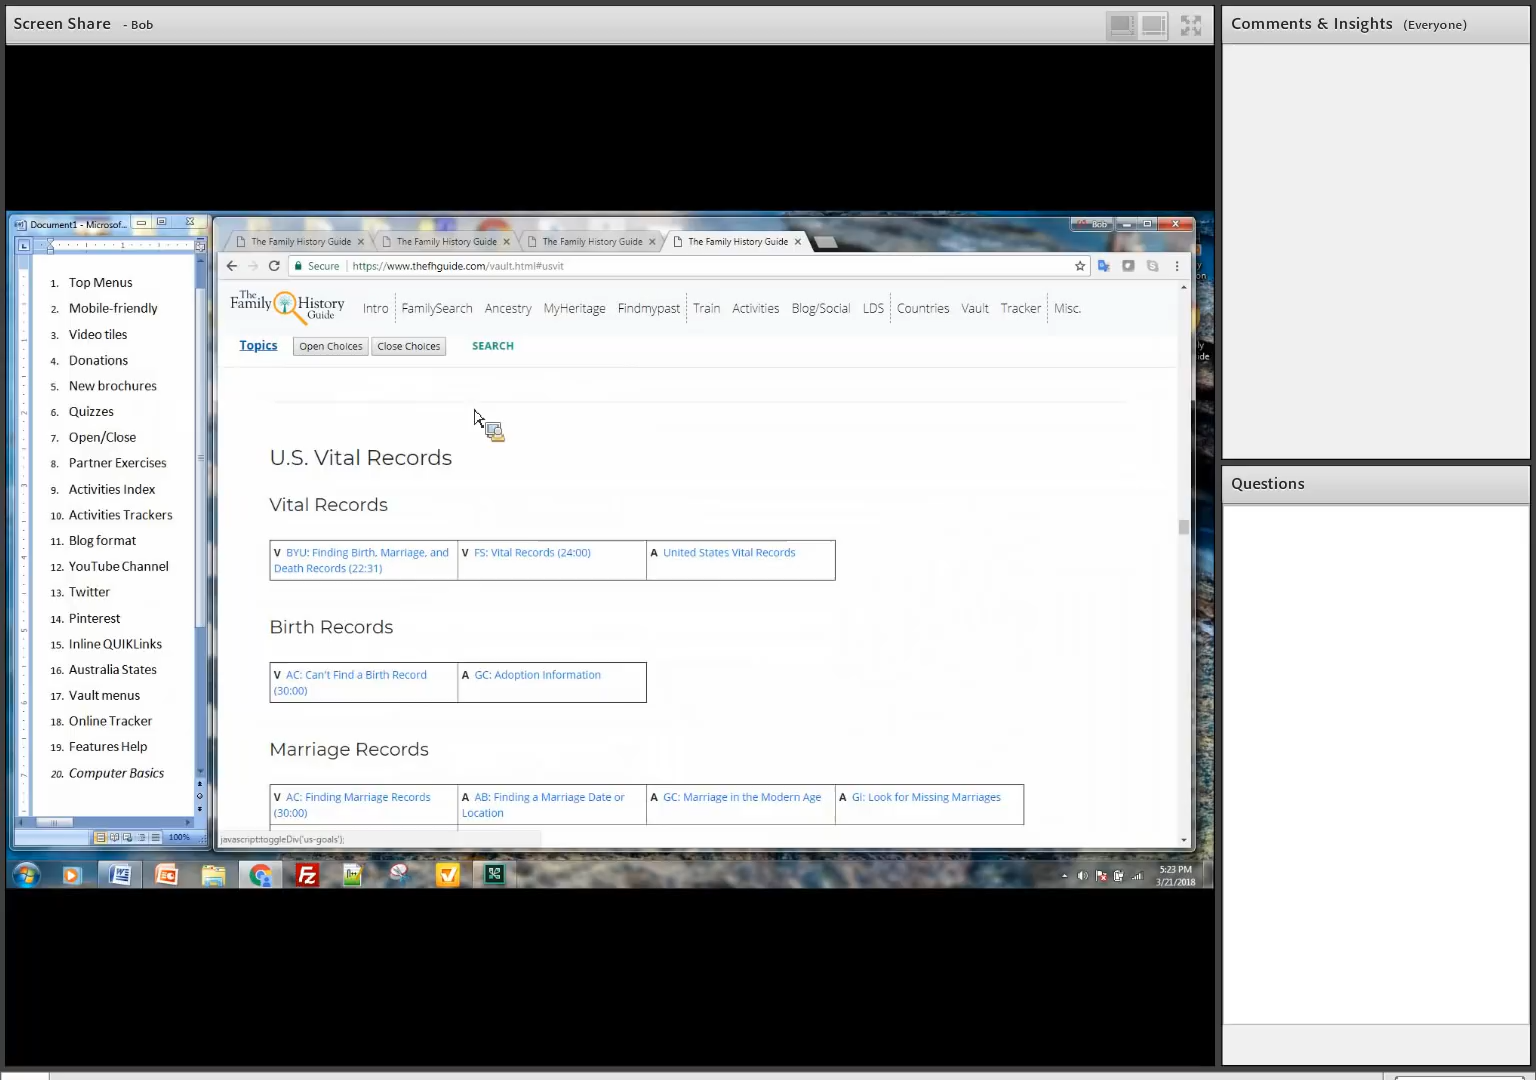 Screen Share - Bob
Comments & Insights (Everyone)
Questions
Document1 - Microsof...
1. Top Menus
2. Mobile-friendly
3. Video tiles
4. Donations
5. New brochures
6. Quizzes
7. Open/Close
8. Partner Exercises
9. Activities Index
10. Activities Trackers
11. Blog format
12. YouTube Channel
13. Twitter
14. Pinterest
15. Inline QUIKLinks
16. Australia States
17. Vault menus
18. Online Tracker
19. Features Help
20. Computer Basics
100%
Bob
The Family History Guide The Family History Guide The Family History Guide The Family History Guide
Secure https://www.thefhguide.com/vault.html#usvit
The Family History Guide
Intro FamilySearch Ancestry MyHeritage Findmypast Train Activities Blog/Social LDS Countries Vault Tracker Misc.
Topics Open Choices Close Choices SEARCH
U.S. Vital Records
Vital Records
V BYU: Finding Birth, Marriage, and V FS: Vital Records (24:00) A United States Vital Records
Death Records (22:31)
Birth Records
V AC: Can't Find a Birth Record A GC: Adoption Information
(30:00)
Marriage Records
V AC: Finding Marriage Records A AB: Finding a Marriage Date or A GC: Marriage in the Modern Age A GI: Look for Missing Marriages
(30:00) Location
javascript:toggleDiv('us-goals');
5:23 PM
3/21/2018